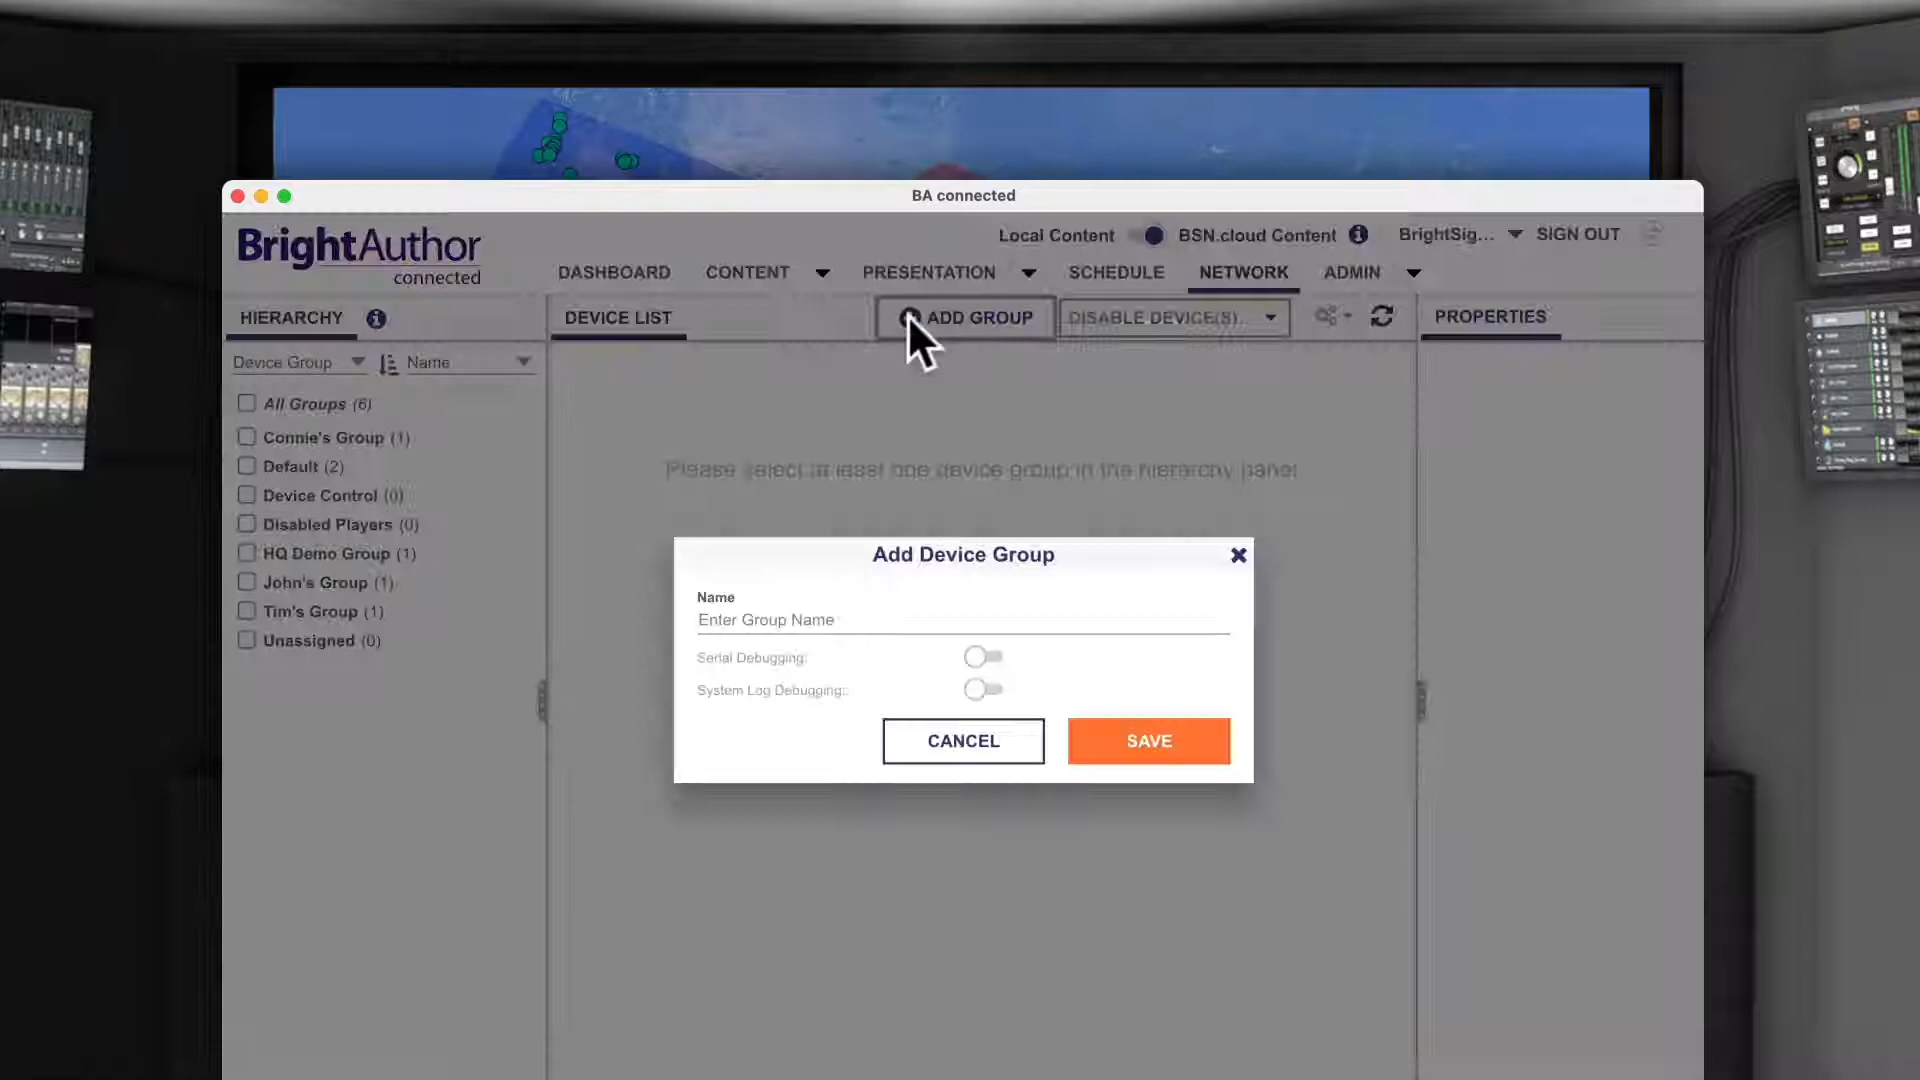 BA connected
BrightAuthor
connected
Local Content
BSN.cloud Content
BrightSig...
SIGN OUT
DASHBOARD
CONTENT
PRESENTATION
SCHEDULE
NETWORK
ADMIN
HIERARCHY
DEVICE LIST
ADD GROUP
DISABLE DEVICE(S)...
PROPERTIES
Device Group
Name
All Groups (6)
Connie's Group (1)
Default (2)
Device Control (0)
Disabled Players (0)
HQ Demo Group (1)
John's Group (1)
Tim's Group (1)
Unassigned (0)
Please select at least one device group in the hierarchy panel
Add Device Group
Name
Enter Group Name
Serial Debugging:
System Log Debugging::
CANCEL
SAVE